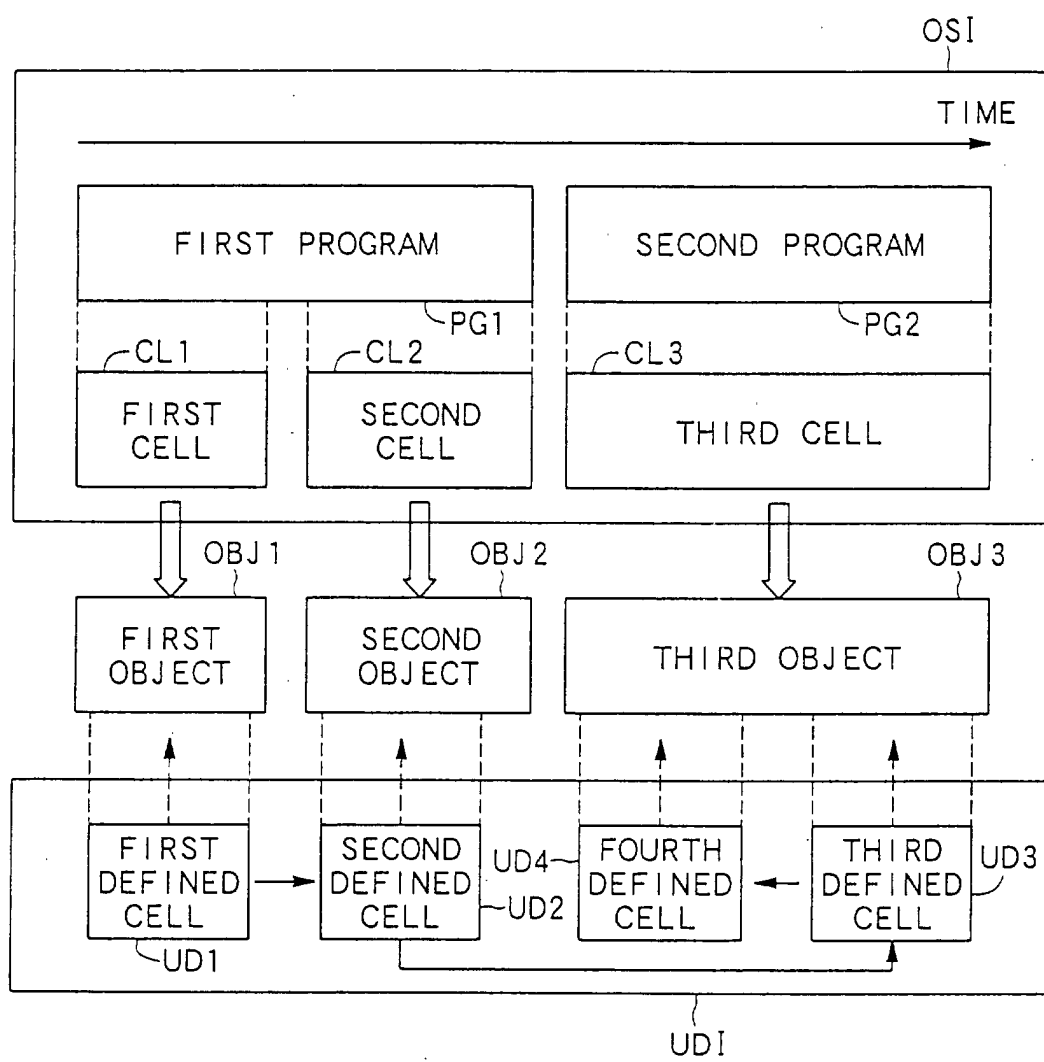 OSI
TIME
FIRST PROGRAM
SECOND PROGRAM
PG1
PG2
CL1
CL2
CL3
FIRST
CELL
SECOND
CELL
THIRD CELL
OBJ1
OBJ2
OBJ3
FIRST
OBJECT
SECOND
OBJECT
THIRD OBJECT
FIRST
DEFINED
CELL
SECOND
DEFINED
CELL
UD4
FOURTH
DEFINED
CELL
THIRD
DEFINED
CELL
UD3
UD2
UD1
UDI